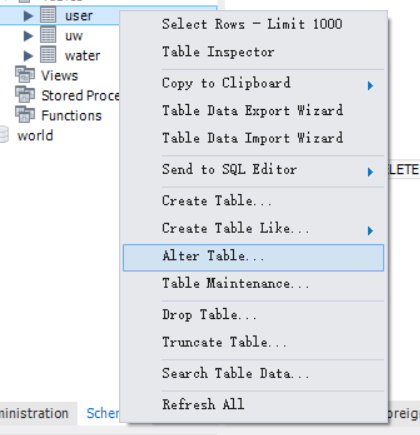 user
uw
water
Views
Stored Proce
Functions
world
Select Rows - Limit 1000
Table Inspector
Copy to Clipboard
Table Data Export Wizard
Table Data Import Wizard
Send to SQL Editor
LETE
Create Table...
Create Table Like...
Alter Table...
Table Maintenance...
Drop Table...
Truncate Table...
Search Table Data...
Refresh All
ministration Scher
oreig